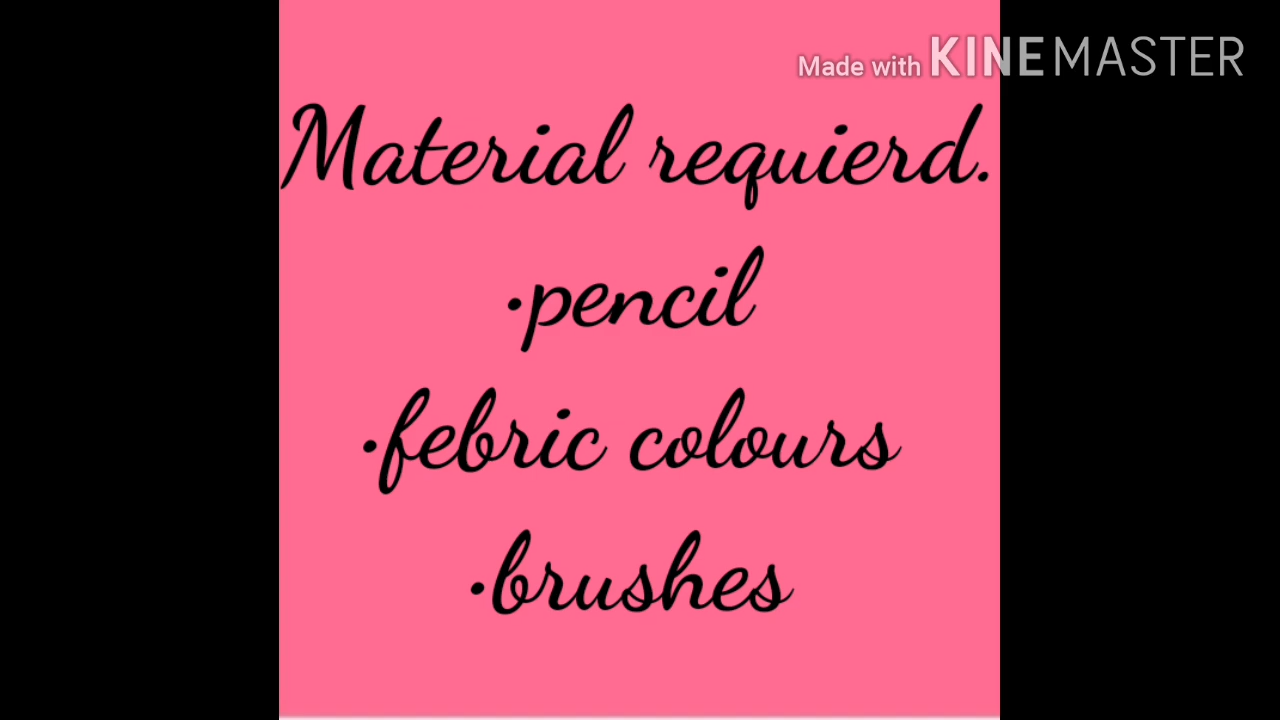 Made with KINEMASTER
Material requierd.
•pencil
•febric colours
•brushes